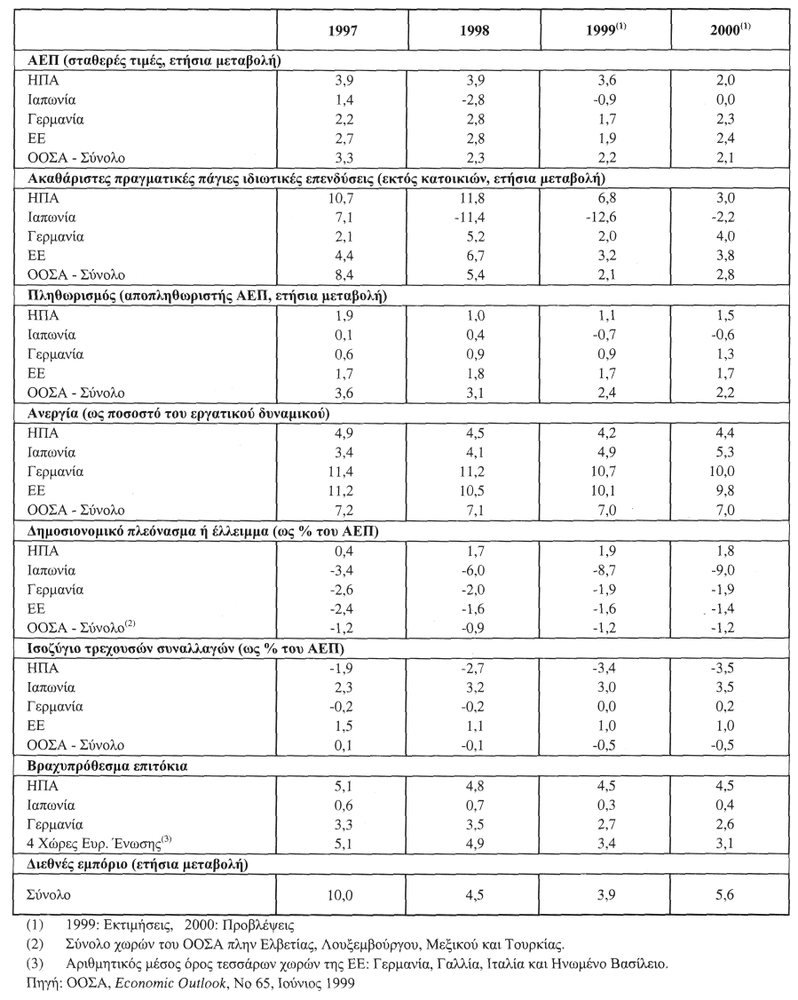 1997 1998 1999(1) 2000(1)
ΑΕΠ (σταθερές τιμές, ετήσια μεταβολή)
ΗΠΑ 3,9 3,9 3,6 2,0
Ιαπωνία 1,4 -2,8 -0,9 0,0
Γερμανία 2,2 2,8 1,7 2,3
ΕΕ 2,7 2,8 1,9 2,4
ΟΟΣΑ - Σύνολο 3,3 2,3 2,2 2,1
Ακαθάριστες πραγματικές πάγιες ιδιωτικές επενδύσεις (εκτός κατοικιών, ετήσια μεταβολή)
ΗΠΑ 10,7 11,8 6,8 3,0
Ιαπωνία 7,1 -11,4 -12,6 -2,2
Γερμανία 2,1 5,2 2,0 4,0
ΕΕ 4,4 6,7 3,2 3,8
ΟΟΣΑ - Σύνολο 8,4 5,4 2,1 2,8
Πληθωρισμός (αποπληθωριστής ΑΕΠ, ετήσια μεταβολή)
ΗΠΑ 1,9 1,0 1,1 1,5
Ιαπωνία 0,1 0,4 -0,7 -0,6
Γερμανία 0,6 0,9 0,9 1,3
ΕΕ 1,7 1,8 1,7 1,7
ΟΟΣΑ - Σύνολο 3,6 3,1 2,4 2,2
Ανεργία (ως ποσοστό του εργατικού δυναμικού)
ΗΠΑ 4,9 4,5 4,2 4,4
Ιαπωνία 3,4 4,1 4,9 5,3
Γερμανία 11,4 11,2 10,7 10,0
ΕΕ 11,2 10,5 10,1 9,8
ΟΟΣΑ - Σύνολο 7,2 7,1 7,0 7,0
Δημοσιονομικό πλεόνασμα ή έλλειμμα (ως % του ΑΕΠ)
ΗΠΑ 0,4 1,7 1,9 1,8
Ιαπωνία -3,4 -6,0 -8,7 -9,0
Γερμανία -2,6 -2,0 -1,9 -1,9
ΕΕ -2,4 -1,6 -1,6 -1,4
ΟΟΣΑ - Σύνολο(2) -1,2 -0,9 -1,2 -1,2
Ισοζύγιο τρεχουσών συναλλαγών (ως % του ΑΕΠ)
ΗΠΑ -1,9 -2,7 -3,4 -3,5
Ιαπωνία 2,3 3,2 3,0 3,5
Γερμανία -0,2 -0,2 0,0 0,2
ΕΕ 1,5 1,1 1,0 1,0
ΟΟΣΑ - Σύνολο 0,1 -0,1 -0,5 -0,5
Βραχυπρόθεσμα επιτόκια
ΗΠΑ 5,1 4,8 4,5 4,5
Ιαπωνία 0,6 0,7 0,3 0,4
Γερμανία 3,3 3,5 2,7 2,6
4 Χώρες Ευρ. Ένωσης(3) 5,1 4,9 3,4 3,1
Διεθνές εμπόριο (ετήσια μεταβολή)
Σύνολο 10,0 4,5 3,9 5,6
(1) 1999: Εκτιμήσεις, 2000: Προβλέψεις
(2) Σύνολο χωρών του ΟΟΣΑ πλην Ελβετίας, Λουξεμβούργου, Μεξικού και Τουρκίας.
(3) Αριθμητικός μέσος όρος τεσσάρων χωρών της ΕΕ: Γερμανία, Γαλλία, Ιταλία και Ηνωμένο Βασίλειο.
Πηγή: ΟΟΣΑ, Economic Outlook, No 65, Ιούνιος 1999